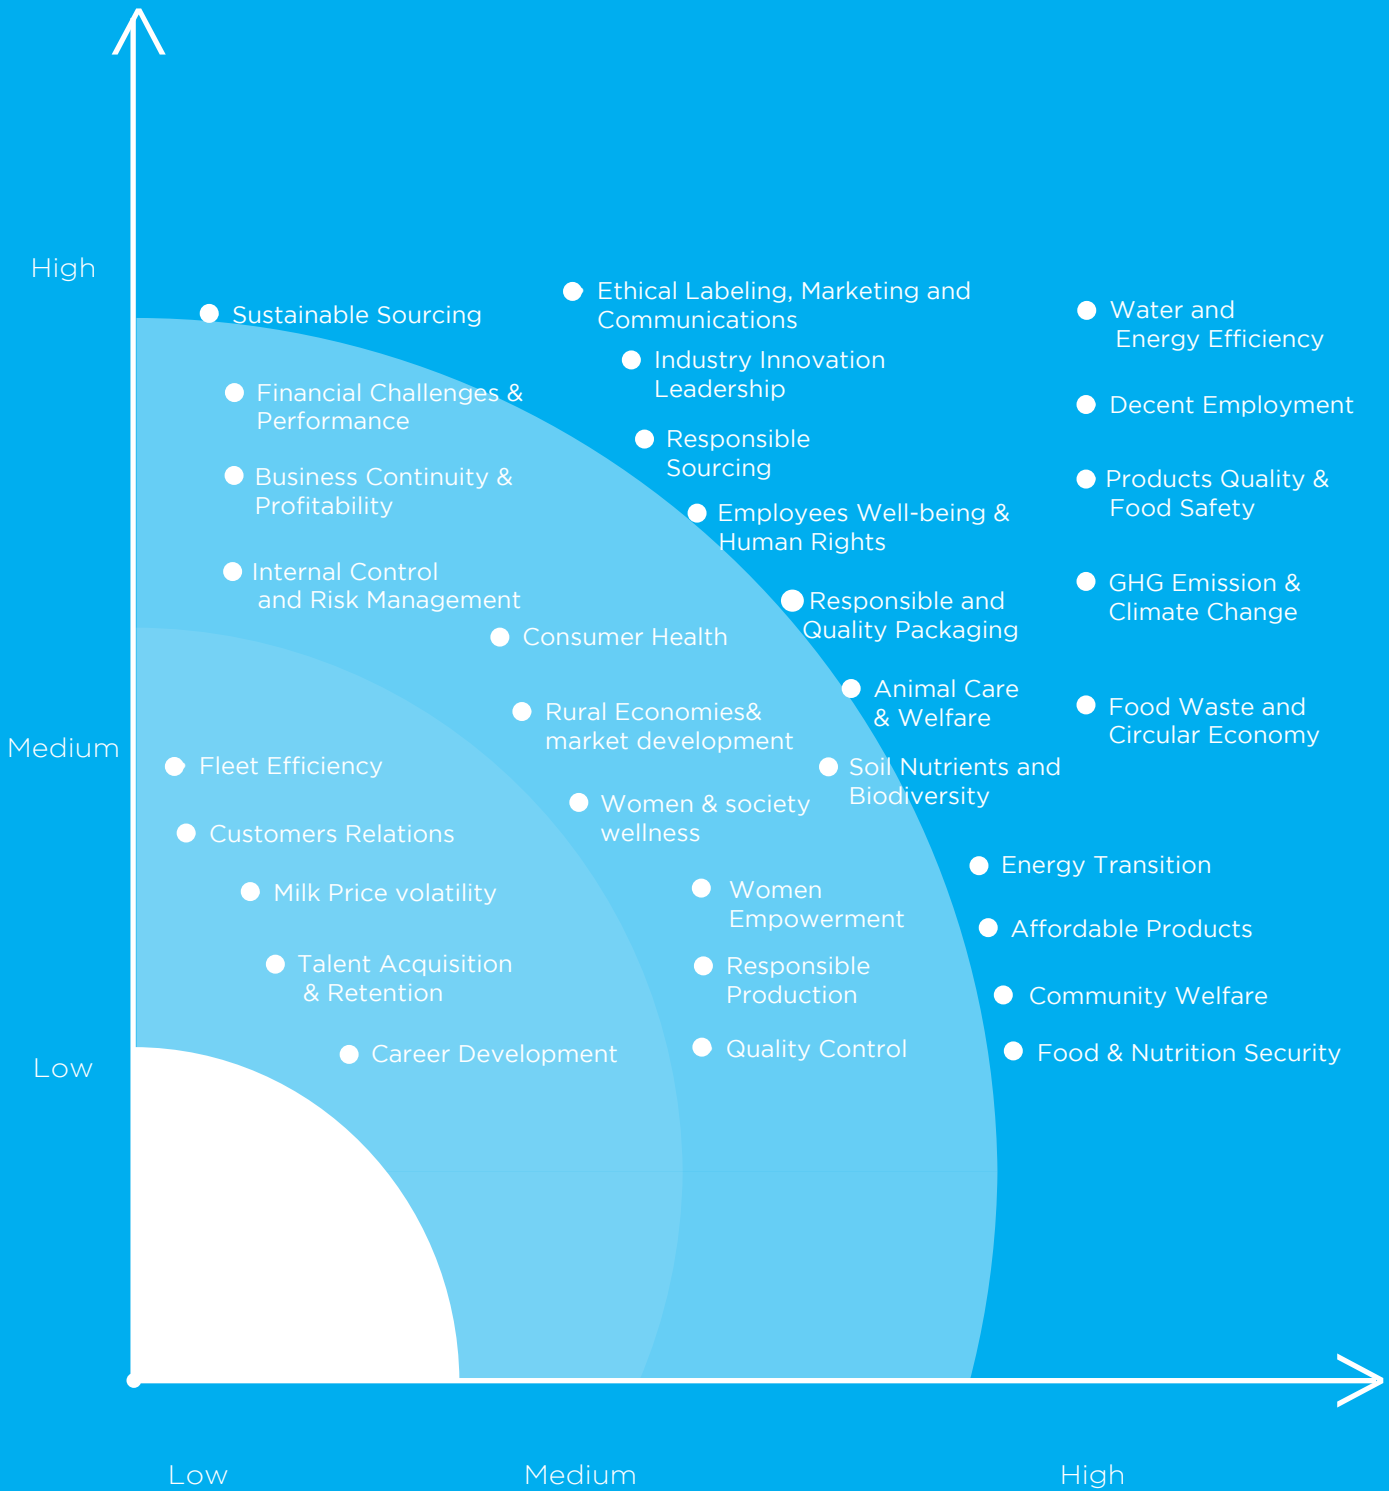 High
Sustainable Sourcing
Ethical Labeling, Marketing and
Communications
Water and
Energy Efficiency
Industry Innovation
Leadership
Financial Challenges &
Performance
Decent Employment
Responsible
Sourcing
Business Continuity &
Profitability
Products Quality &
Food Safety
Employees Well-being &
Human Rights
Internal Control
and Risk Management
GHG Emission &
Climate Change
Responsible and
Quality Packaging
Consumer Health
Animal Care
& Welfare
Rural Economies&
market development
Food Waste and
Circular Economy
Medium
Fleet Efficiency
Soil Nutrients and
Biodiversity
Women & society
wellness
Customers Relations
Energy Transition
Milk Price volatility
Women
Empowerment
Affordable Products
Talent Acquisition
& Retention
Responsible
Production
Community Welfare
Low
Career Development
Quality Control
Food & Nutrition Security
Low
Medium
High